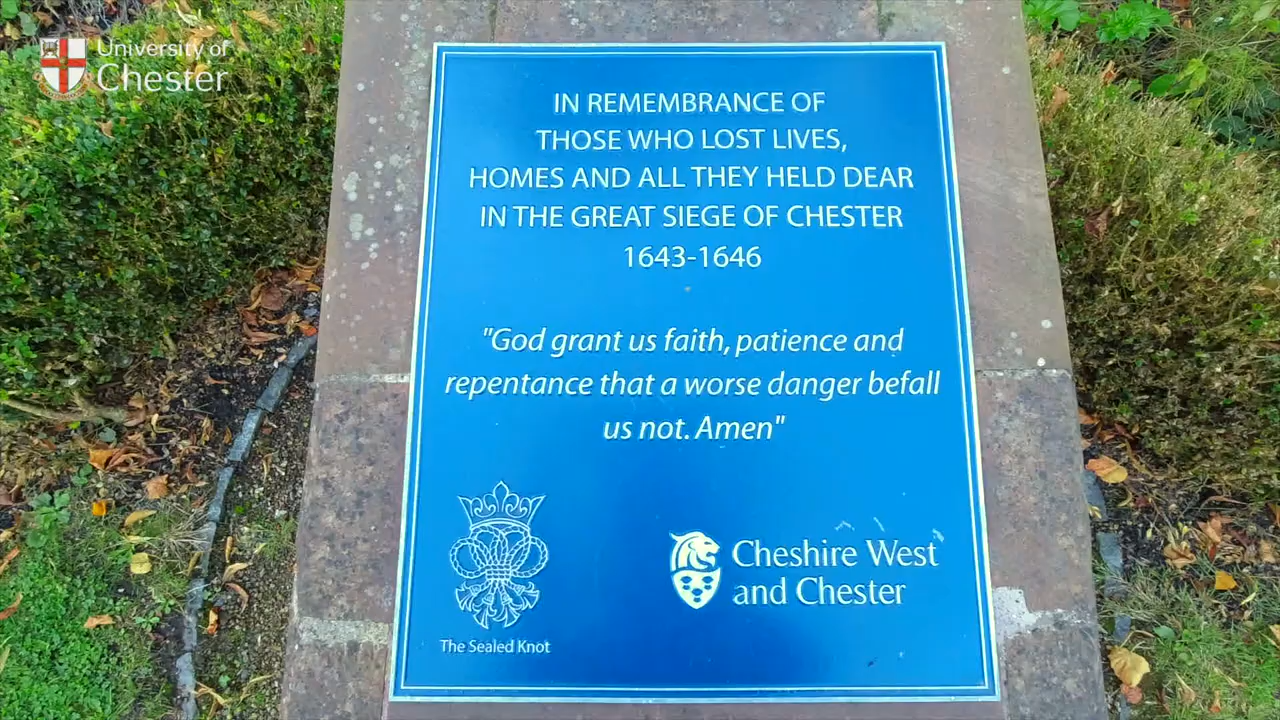 University of
Chester
IN REMEMBRANCE OF
THOSE WHO LOST LIVES,
HOMES AND ALL THEY HELD DEAR
IN THE GREAT SIEGE OF CHESTER
1643-1646
"God grant us faith, patience and
repentance that a worse danger befall
us not. Amen"
The Sealed Knot
Cheshire West
and Chester